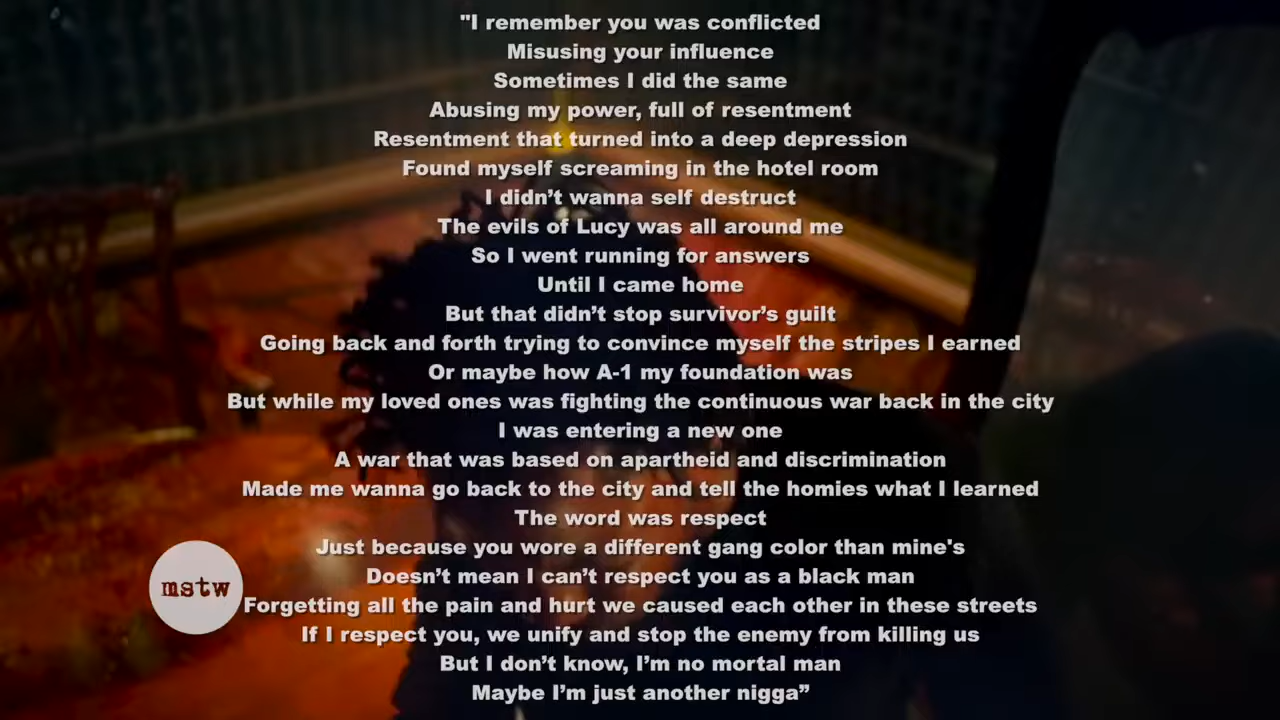 "I remember you was conflicted
Misusing your influence
Sometimes I did the same
Abusing my power, full of resentment
Resentment that turned into a deep depression
Found myself screaming in the hotel room
I didn’t wanna self destruct
The evils of Lucy was all around me
So I went running for answers
Until I came home
But that didn’t stop survivor’s guilt
Going back and forth trying to convince myself the stripes I earned
Or maybe how A-1 my foundation was
But while my loved ones was fighting the continuous war back in the city
I was entering a new one
A war that was based on apartheid and discrimination
Made me wanna go back to the city and tell the homies what I learned
The word was respect
Just because you wore a different gang color than mine's
Doesn’t mean I can’t respect you as a black man
mstw
Forgetting all the pain and hurt we caused each other in these streets
If I respect you, we unify and stop the enemy from killing us
But I don’t know, I’m no mortal man
Maybe I’m just another nigga”